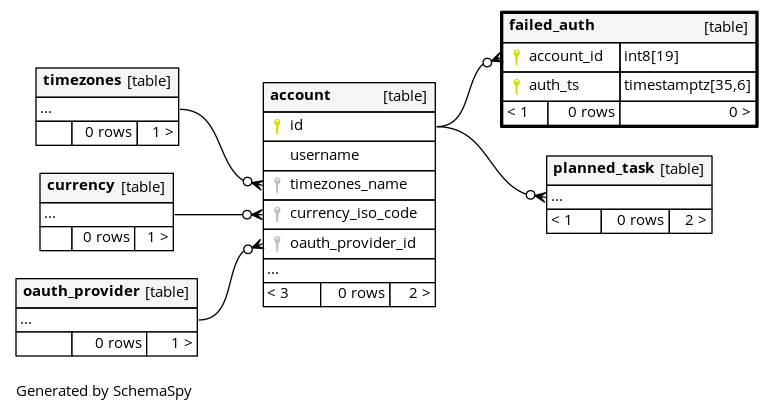 timezones [table]
...
0 rows 1 >
currency [table]
...
0 rows 1 >
oauth_provider [table]
...
0 rows 1 >
account [table]
id
username
timezones_name
currency_iso_code
oauth_provider_id
...
< 3 0 rows 2 >
failed_auth [table]
account_id int8[19]
auth_ts timestamptz[35,6]
< 1 0 rows 0 >
planned_task [table]
...
< 1 0 rows 2 >
Generated by SchemaSpy